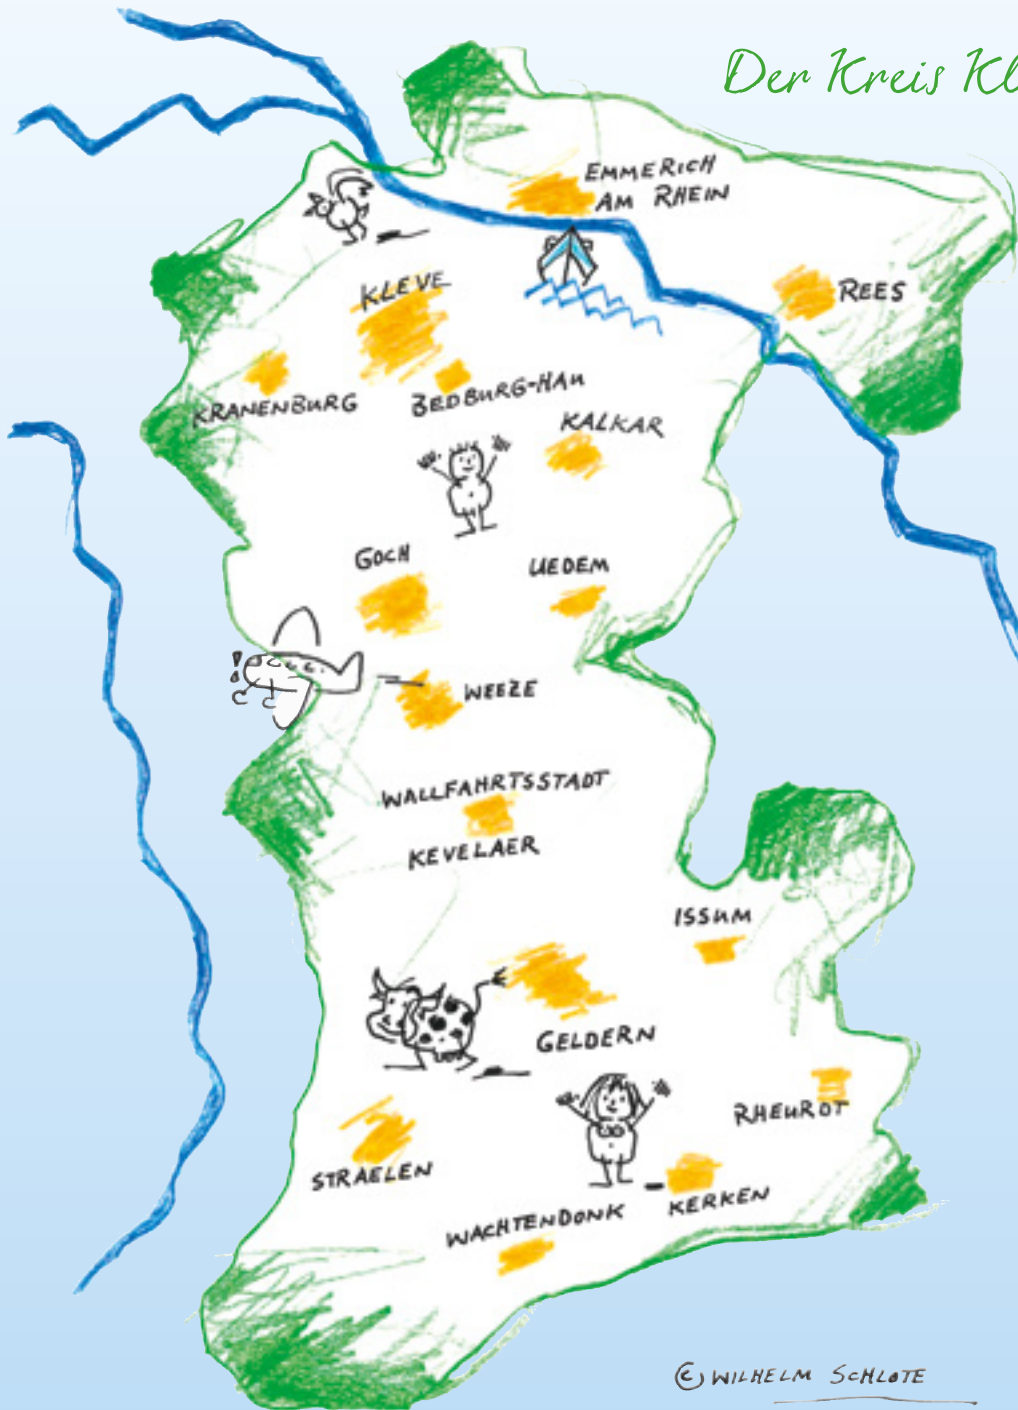 Der Kreis Kl
EMMERICH
AM RHEIN
REES
KLEVE
KRANENBURG
BEDBURG-HAU
KALKAR
GOCH
UEDEM
WEEZE
WALLFAHRTSSTADT
KEVELAER
ISSUM
GELDERN
RHEUROT
STRAELEN
KERKEN
WACHTENDONK
© WILHELM SCHLOTE